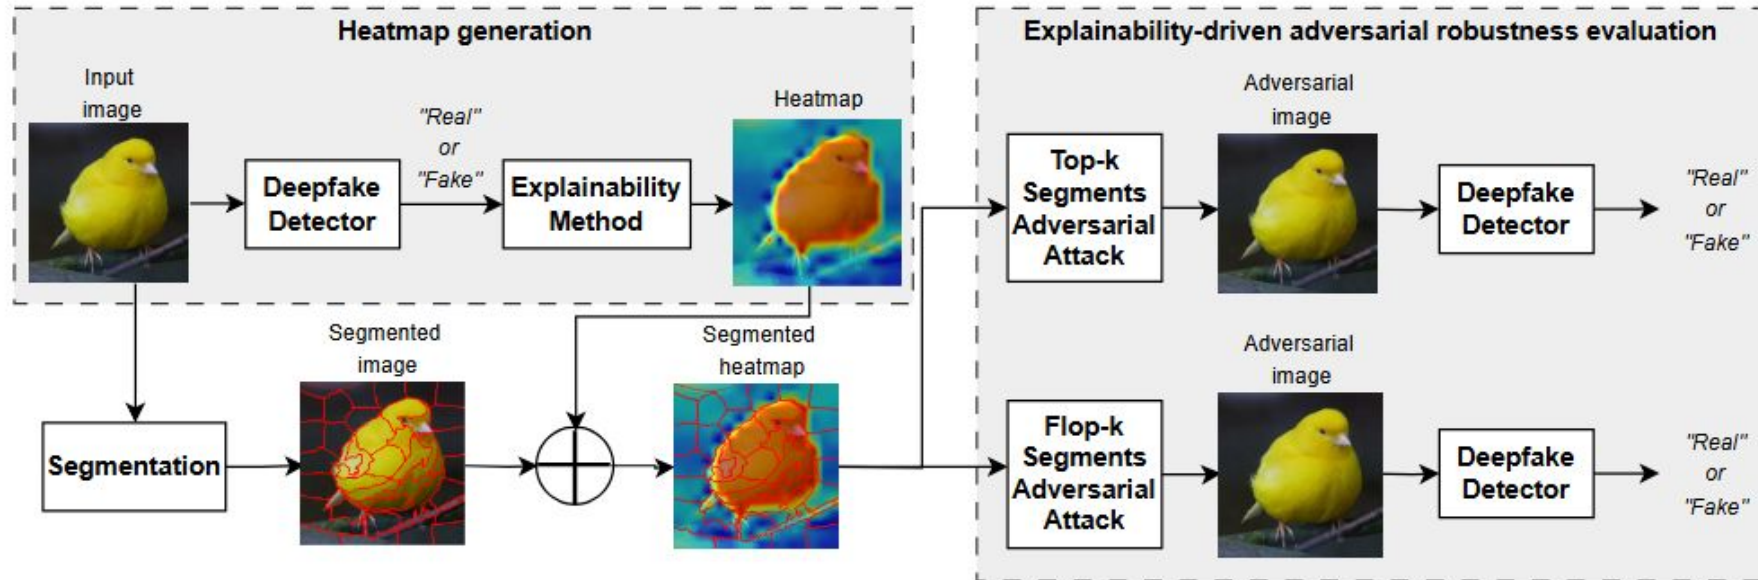 Heatmap generation
Input
image
Deepfake
Detector
"Real"
or
"Fake"
Explainability
Method
Heatmap
Segmentation
Segmented
image
Segmented
heatmap
Explainability-driven adversarial robustness evaluation
Top-k
Segments
Adversarial
Attack
Adversarial
image
Deepfake
Detector
"Real"
or
"Fake"
Flop-k
Segments
Adversarial
Attack
Adversarial
image
Deepfake
Detector
"Real"
or
"Fake"